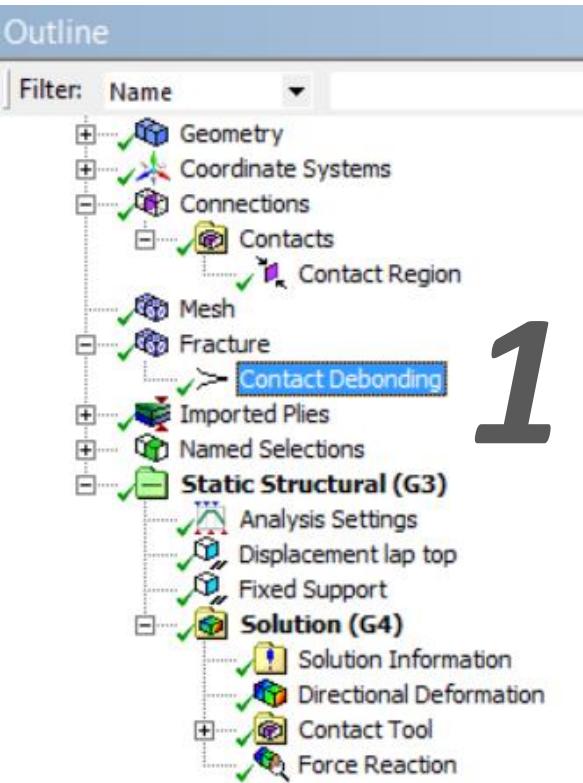 Outline
Filter: Name
Geometry
Coordinate Systems
Connections
Contacts
Contact Region
Mesh
Fracture
Contact Debonding
1
Imported Plies
Named Selections
Static Structural (G3)
Analysis Settings
Displacement lap top
Fixed Support
Solution (G4)
Solution Information
Directional Deformation
Contact Tool
Force Reaction